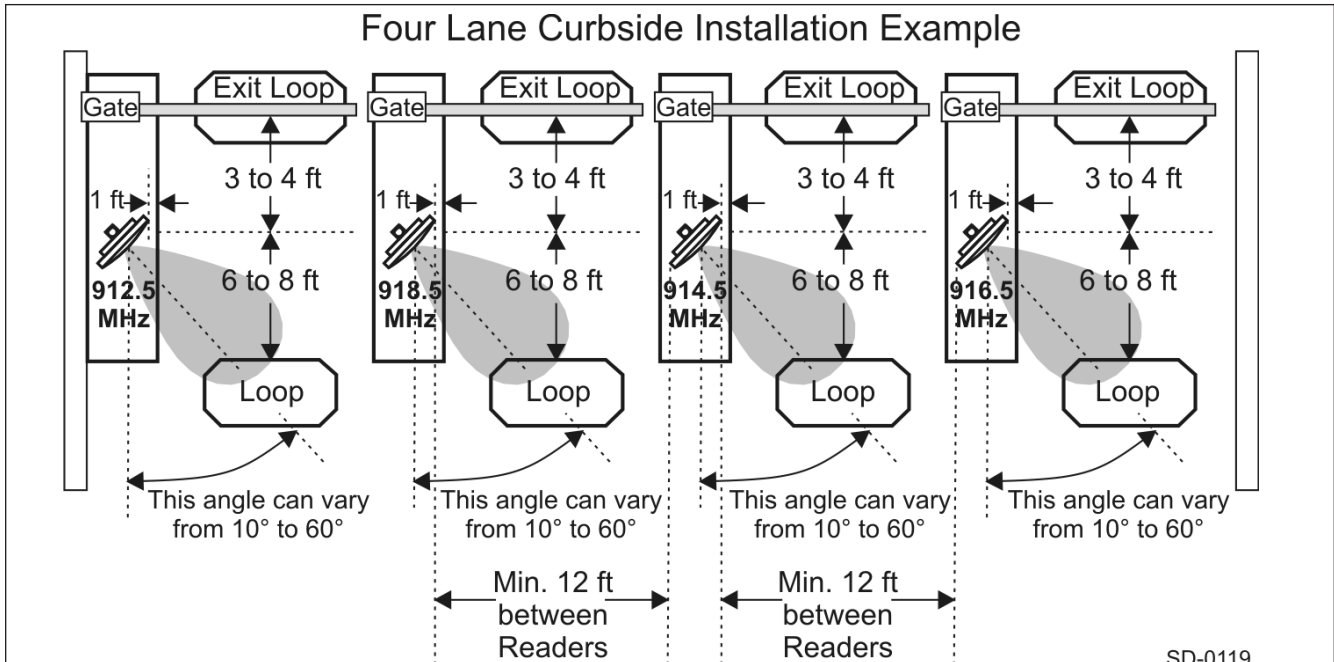 Four Lane Curbside Installation Example
Exit Loop
Exit Loop
Exit Loop
Exit Loop
Gate
Gate
Gate
Gate
3 to 4 ft
3 to 4 ft
3 to 4 ft
3 to 4 ft
1 ft
1 ft
1 ft
1 ft
6 to 8 ft
6 to 8 ft
6 to 8 ft
6 to 8 ft
912.5
MHz
918.5
MHz
914.5
MHz
916.5
MHz
Loop
Loop
Loop
Loop
This angle can vary
from 10° to 60°
This angle can vary
from 10° to 60°
This angle can vary
from 10° to 60°
This angle can vary
from 10° to 60°
Min. 12 ft
between
Readers
Min. 12 ft
between
Readers
SD-0119